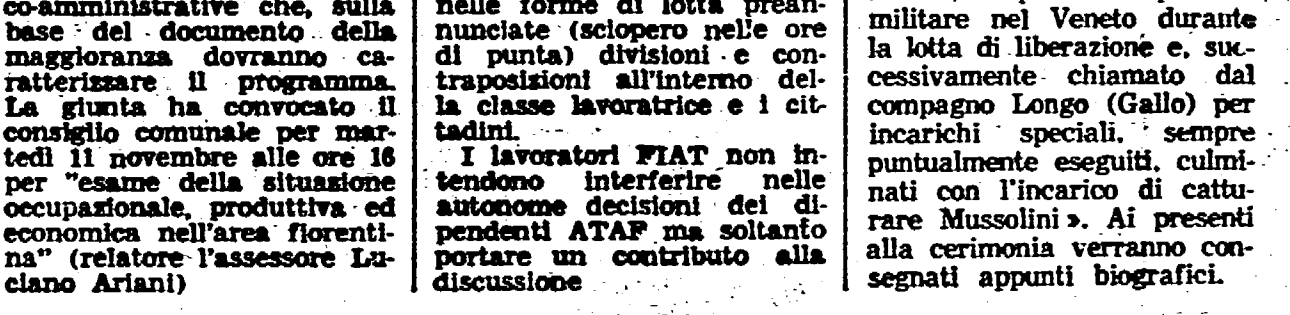 co-amministrative che, sulla
base del documento della
maggioranza dovranno ca-
ratterizzare il programma.
La giunta ha convocato il
consiglio comunale per mar-
tedì 11 novembre alle ore 16
per "esame della situazione
occupazionale, produttiva ed
economica nell'area fiorenti-
na" (relatore l'assessore Lu-
ciano Ariani)
nelle forme di lotta prean-
nunciate (sciopero nelle ore
di punta) divisioni e con-
traposizioni all'interno del-
la classe lavoratrice e i cit-
tadini.
I lavoratori FIAT non in-
tendono interferire nelle
autonome decisioni dei di-
pendenti ATAF ma soltanto
portare un contributo alla
discussione
militare nel Veneto durante
la lotta di liberazione e, suc-
cessivamente chiamato dal
compagno Longo (Gallo) per
incarichi speciali, sempre
puntualmente eseguiti, culmi-
nati con l'incarico di cattu-
rare Mussolini ». Ai presenti
alla cerimonia verranno con-
segnati appunti biografici.